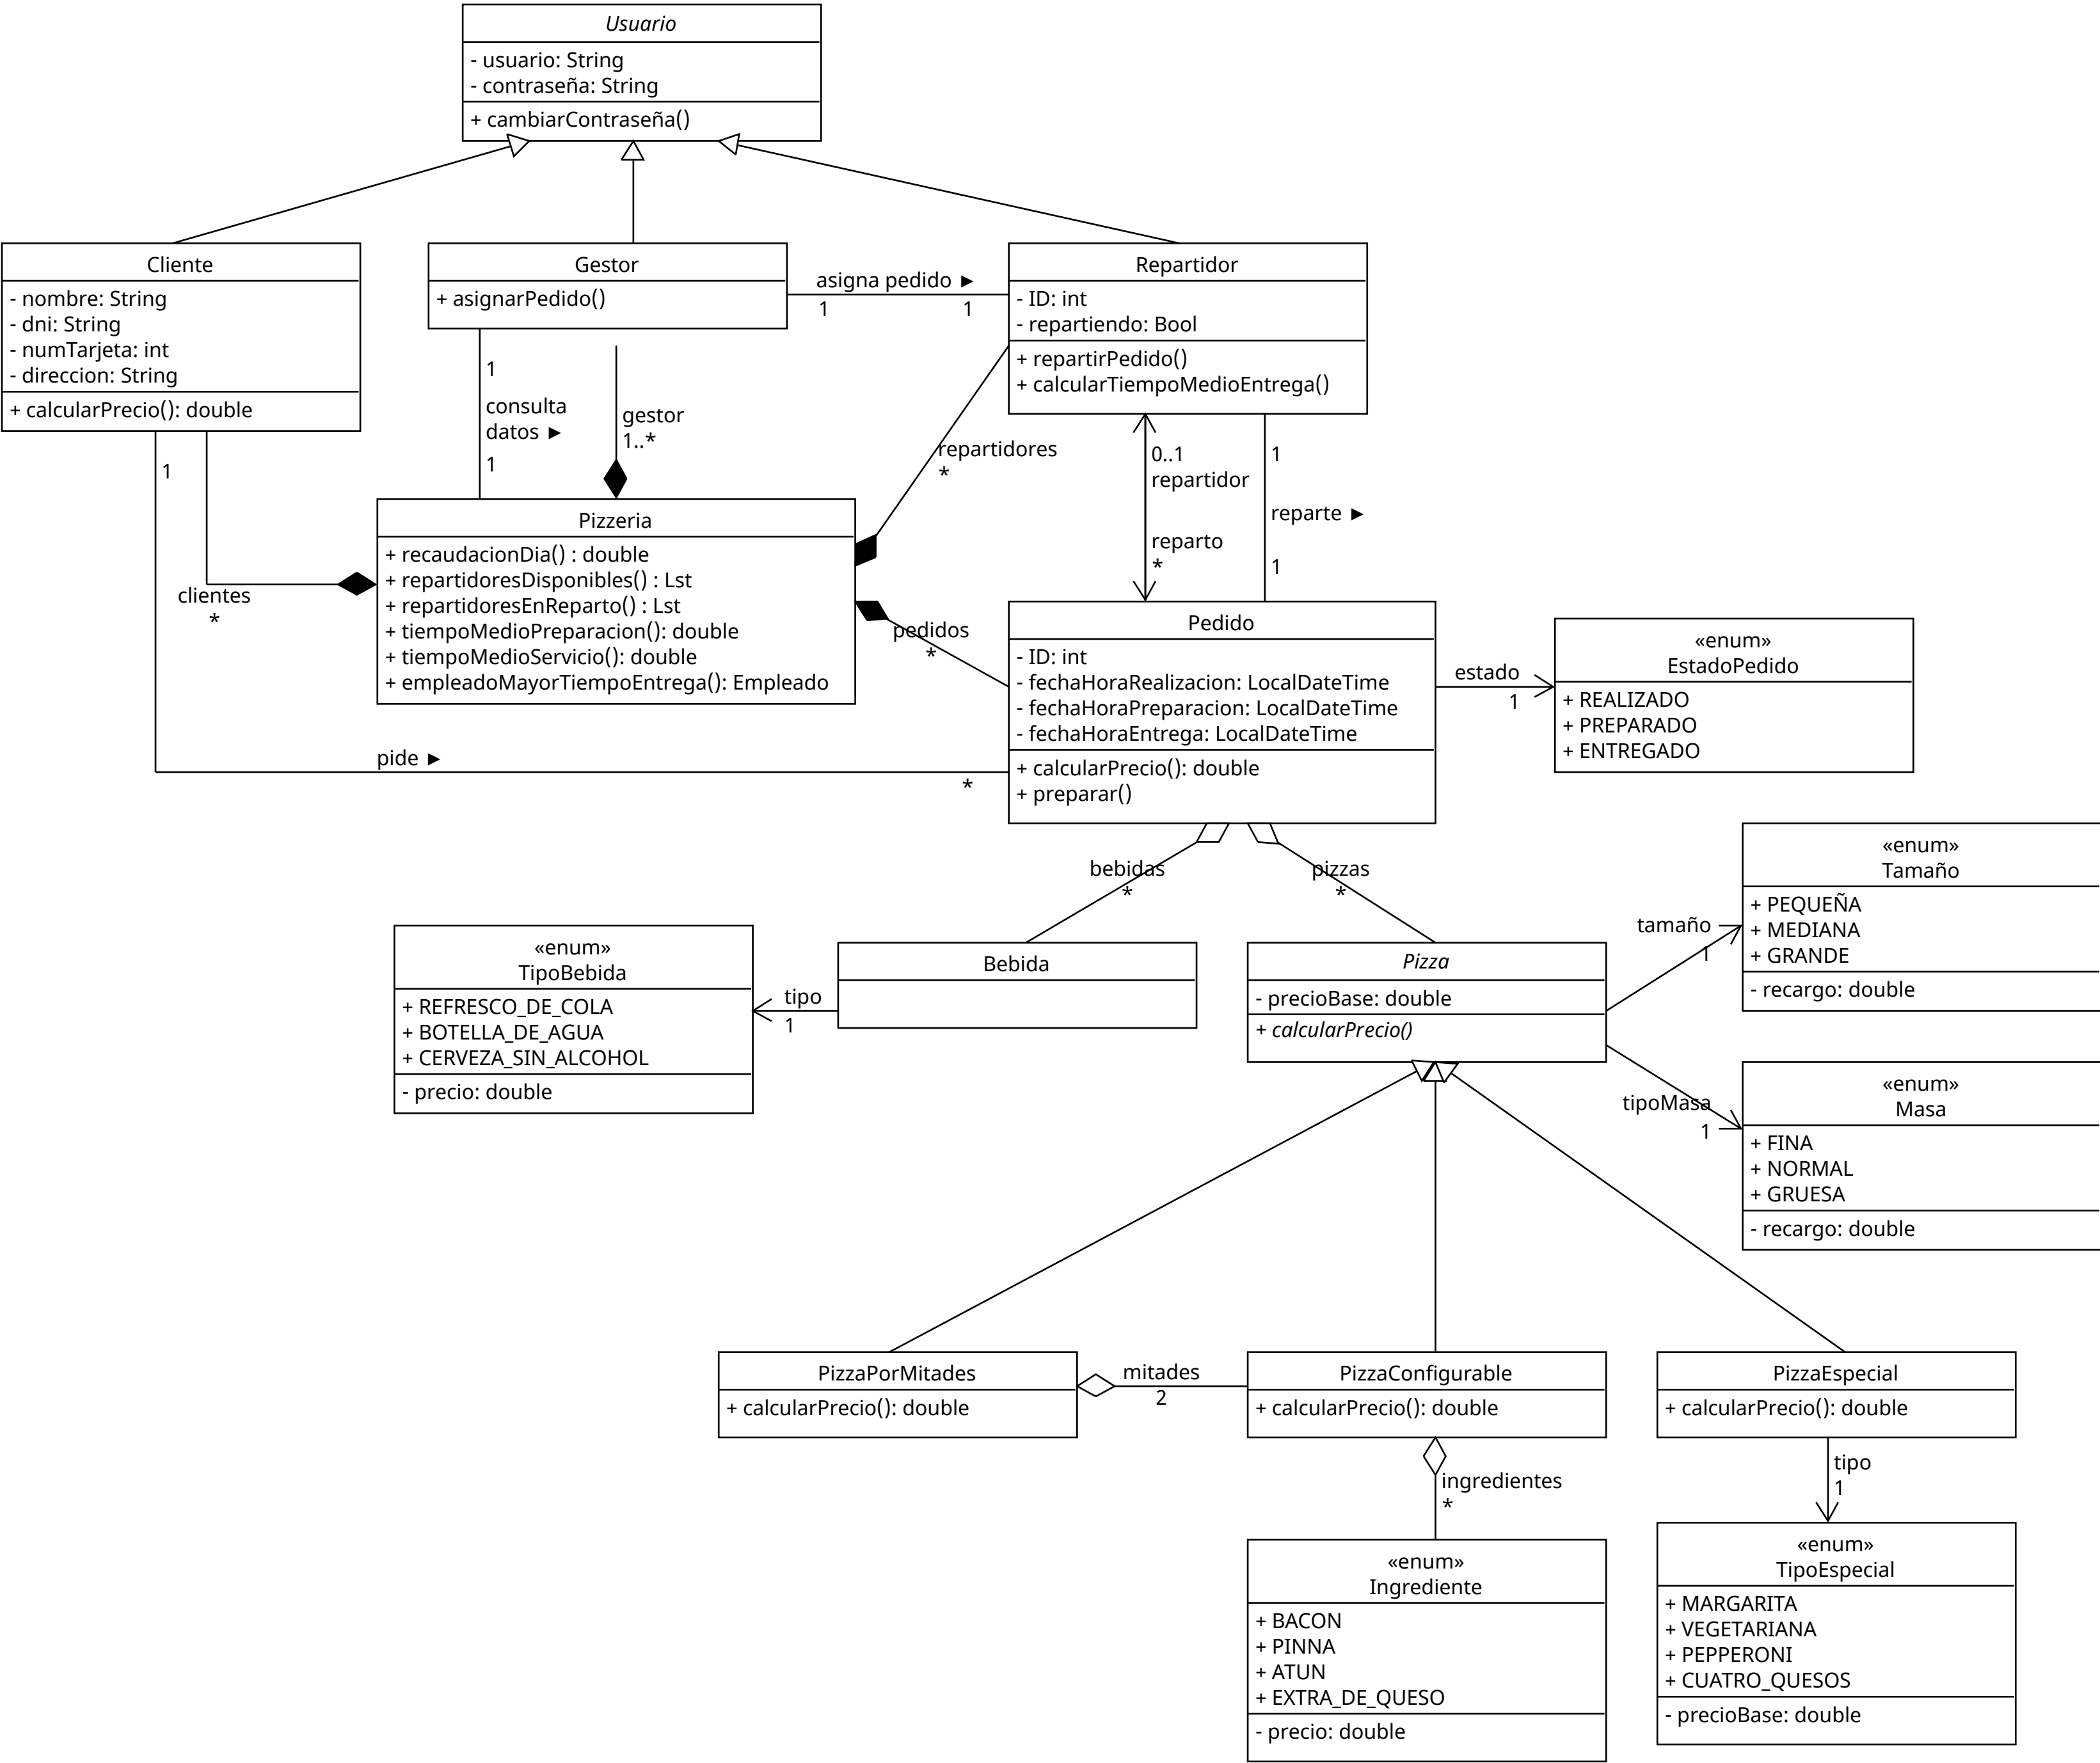 Usuario
- usuario: String
- contraseña: String
+ cambiarContraseña()
Cliente
- nombre: String
- dni: String
- numTarjeta: int
- direccion: String
+ calcularPrecio(): double
Gestor
+ asignarPedido()
asigna pedido ►
1
1
Repartidor
- ID: int
- repartiendo: Bool
+ repartirPedido()
+ calcularTiempoMedioEntrega()
1
consulta
datos ►
1
gestor
1..*
repartidores
*
0..1
repartidor
reparto
*
1
reparte ►
1
1
clientes
*
Pizzeria
+ recaudacionDia() : double
+ repartidoresDisponibles() : Lst
+ repartidoresEnReparto() : Lst
+ tiempoMedioPreparacion(): double
+ tiempoMedioServicio(): double
+ empleadoMayorTiempoEntrega(): Empleado
pedidos
*
pide ►
*
Pedido
- ID: int
- fechaHoraRealizacion: LocalDateTime
- fechaHoraPreparacion: LocalDateTime
- fechaHoraEntrega: LocalDateTime
+ calcularPrecio(): double
+ preparar()
estado
1
«enum»
EstadoPedido
+ REALIZADO
+ PREPARADO
+ ENTREGADO
bebidas
*
pizzas
*
«enum»
TipoBebida
+ REFRESCO_DE_COLA
+ BOTELLA_DE_AGUA
+ CERVEZA_SIN_ALCOHOL
- precio: double
tipo
1
Bebida
Pizza
- precioBase: double
+ calcularPrecio()
tamaño
1
«enum»
Tamaño
+ PEQUEÑA
+ MEDIANA
+ GRANDE
- recargo: double
tipoMasa
1
«enum»
Masa
+ FINA
+ NORMAL
+ GRUESA
- recargo: double
PizzaPorMitades
+ calcularPrecio(): double
mitades
2
PizzaConfigurable
+ calcularPrecio(): double
PizzaEspecial
+ calcularPrecio(): double
ingredientes
*
tipo
1
«enum»
Ingrediente
+ BACON
+ PINNA
+ ATUN
+ EXTRA_DE_QUESO
- precio: double
«enum»
TipoEspecial
+ MARGARITA
+ VEGETARIANA
+ PEPPERONI
+ CUATRO_QUESOS
- precioBase: double